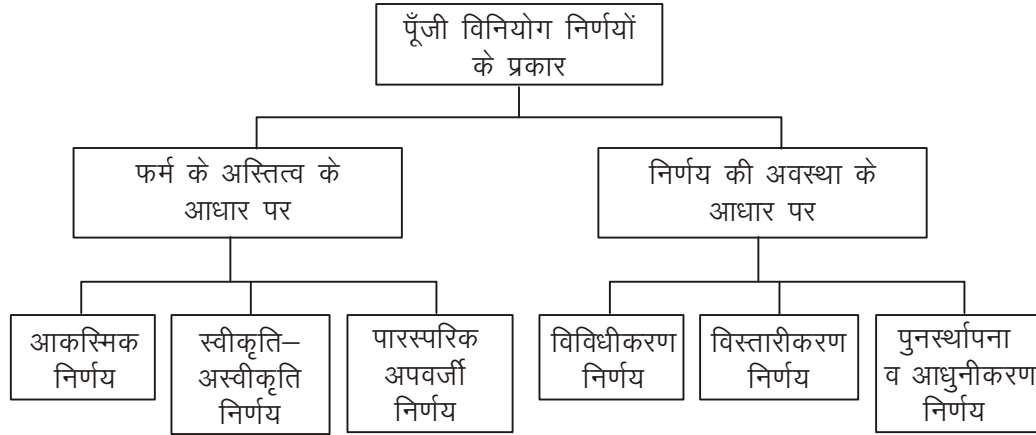 पूँजी विनियोग निर्णयों
के प्रकार
फर्म के अस्तित्व के
आधार पर
निर्णय की अवस्था के
आधार पर
आकस्मिक
निर्णय
स्वीकृति–
अस्वीकृति
निर्णय
पारस्परिक
अपवर्जी
निर्णय
विविधीकरण
निर्णय
विस्तारीकरण
निर्णय
पुनर्स्थापना
व आधुनीकरण
निर्णय